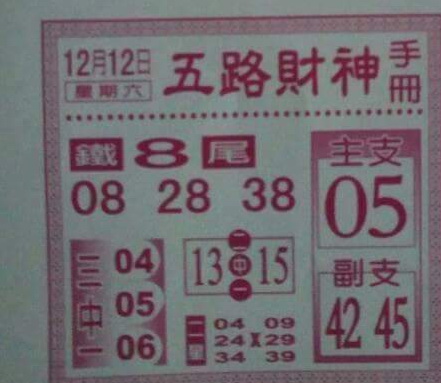 12月12日
星期六
五路財神
手冊
鐵8尾
08 28 38
主支
05
三中一
04
05
06
13 二中一 15
副支
42 45
二星
04 09
24 X 29
34 39